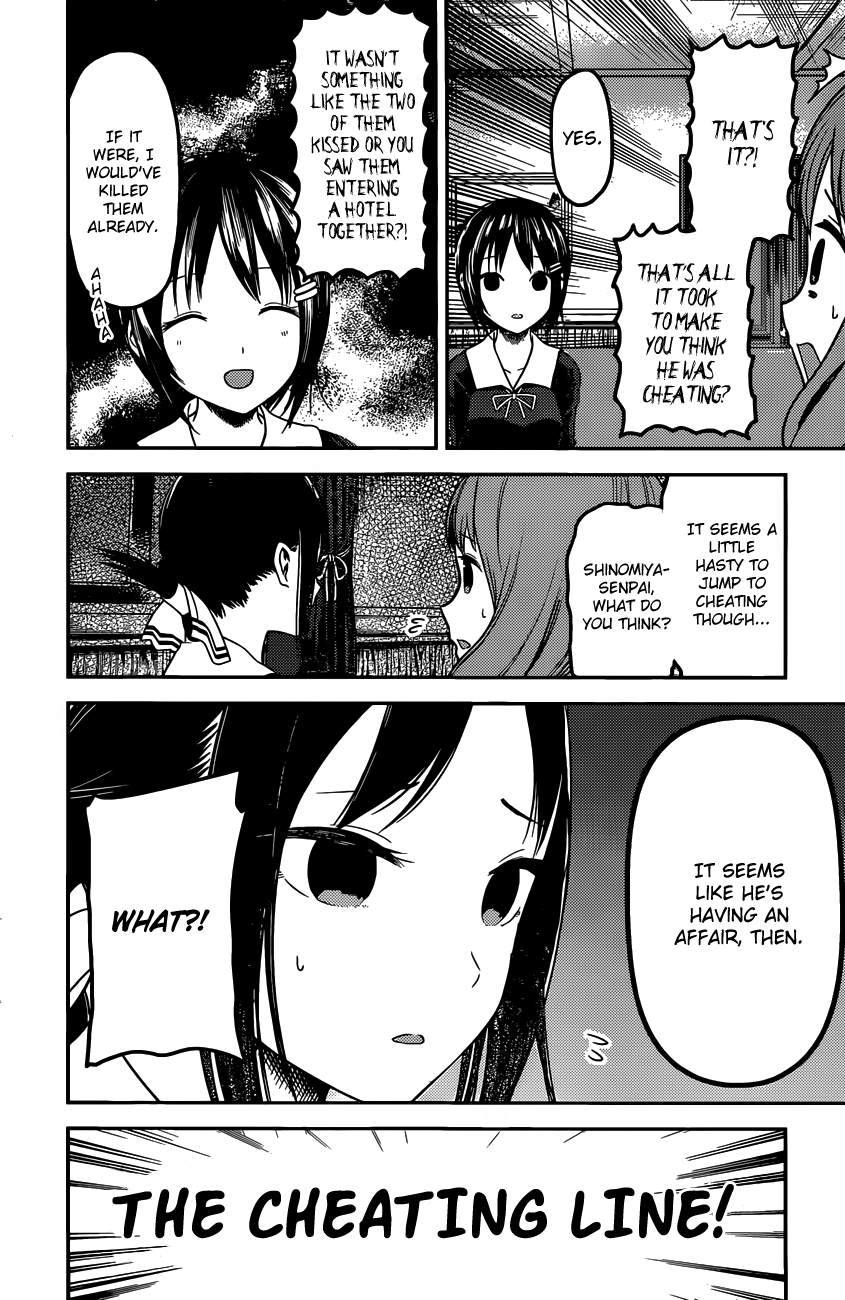 THAT'S
IT?!
THAT'S ALL
IT TOOK
TO MAKE
YOU THINK
HE WAS
CHEATING?
YES.
IT WASN'T
SOMETHING
LIKE THE TWO
OF THEM
KISSED OR YOU
SAW THEM
ENTERING
A HOTEL
TOGETHER?!
IF IT
WERE, I
WOULD'VE
KILLED
THEM
ALREADY.
AHAHA
IT SEEMS A
LITTLE
HASTY TO
JUMP TO
CHEATING
THOUGH...
SHINOMIYA-
SENPAI,
WHAT DO
YOU THINK?
IT SEEMS
LIKE HE'S
HAVING AN
AFFAIR, THEN.
WHAT?!
THE CHEATING LINE!